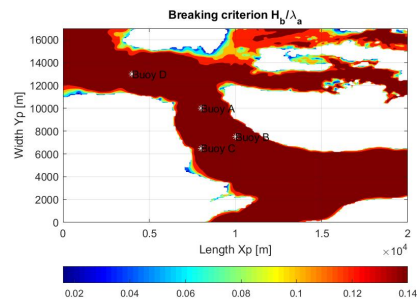 Breaking criterion H_b/λ_a
Width Yp [m]
16000
14000
12000
10000
8000
6000
4000
2000
0
Buoy D
Buoy A
Buoy B
Buoy C
0 0.5 1 1.5 2
Length Xp [m]
×10^4
0.02 0.04 0.06 0.08 0.1 0.12 0.14